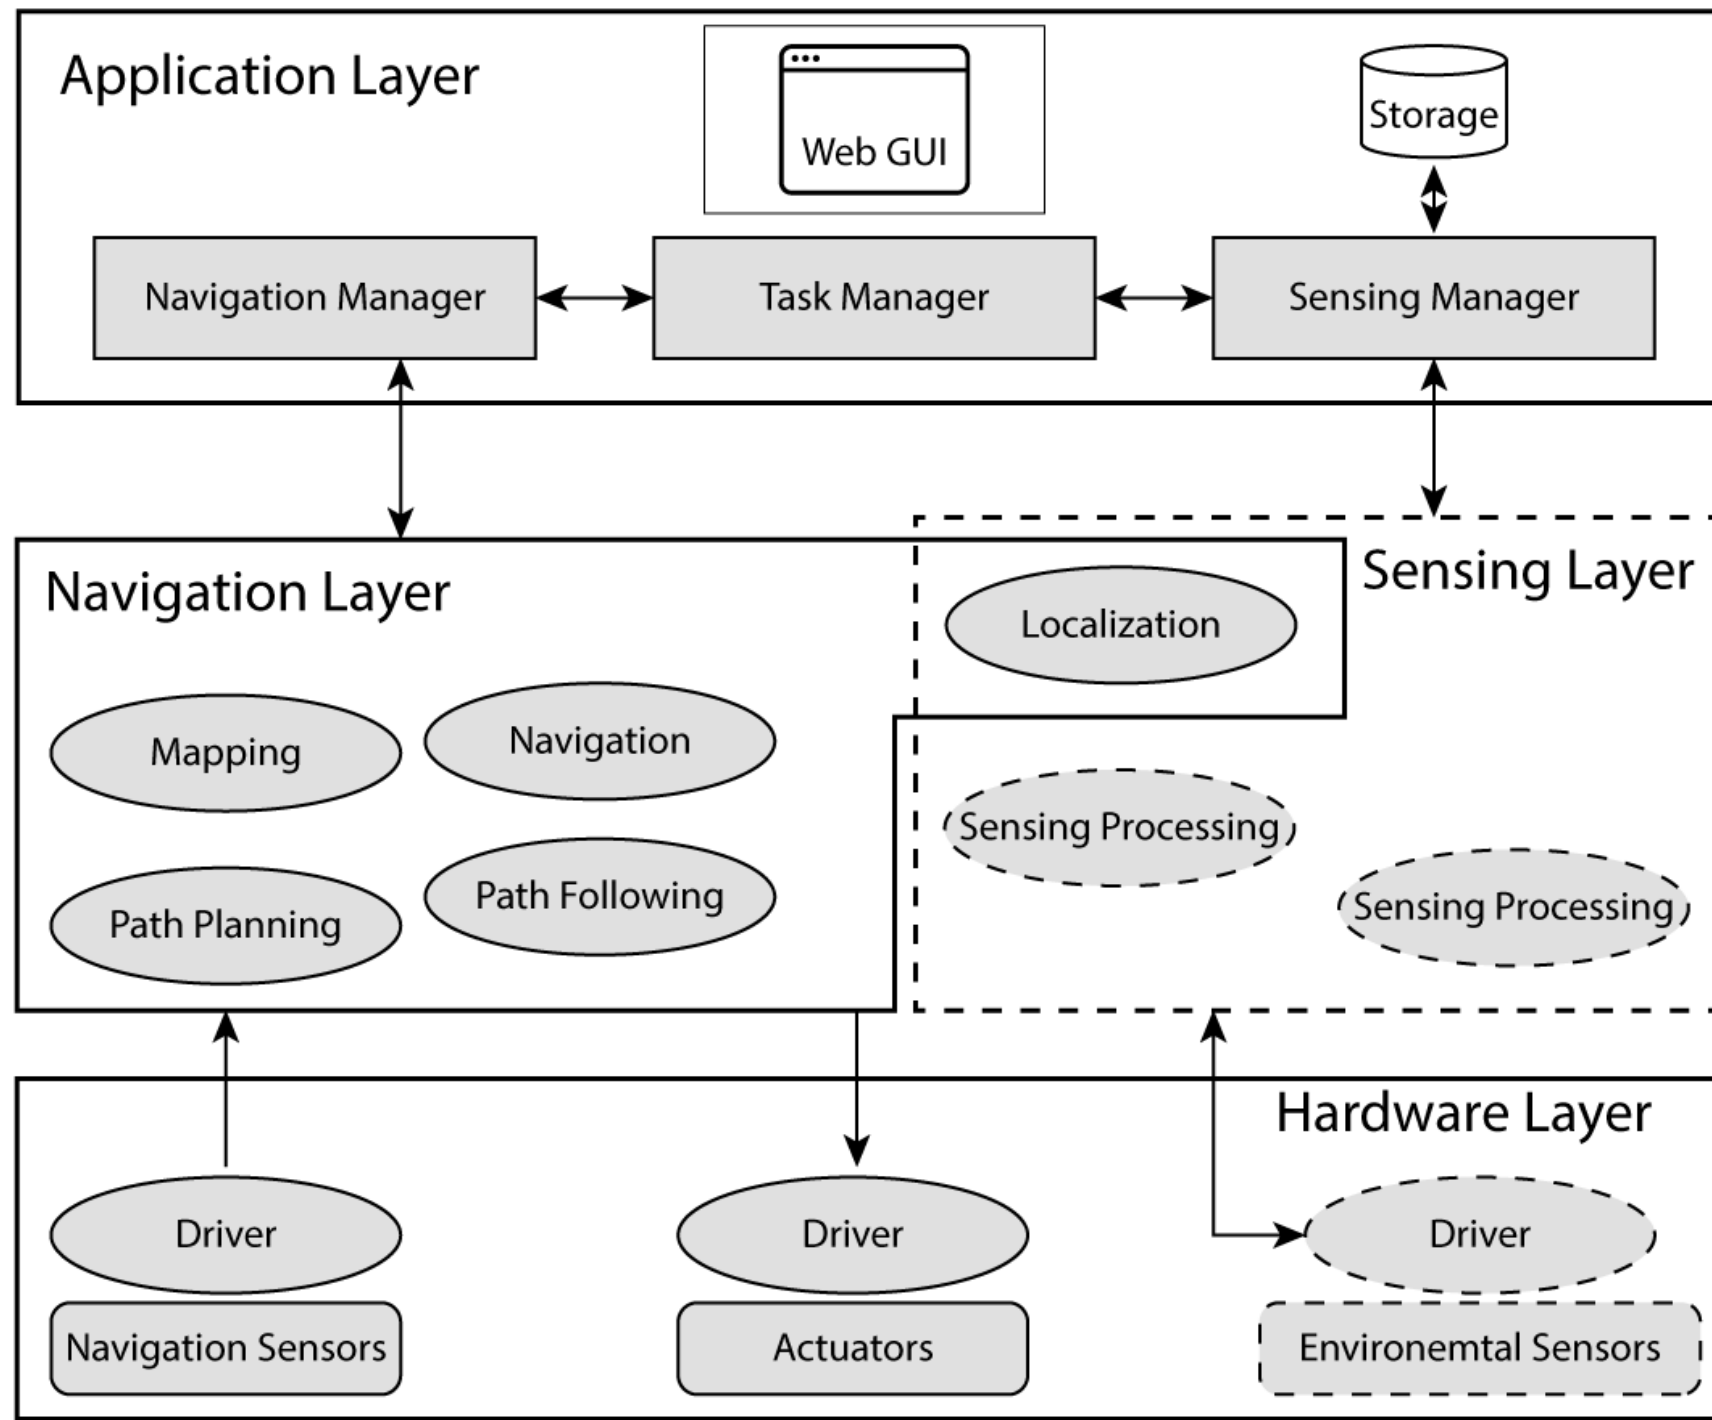 Application Layer
Web GUI
Storage
Navigation Manager
Task Manager
Sensing Manager
Navigation Layer
Sensing Layer
Localization
Mapping
Navigation
Path Planning
Path Following
Sensing Processing
Sensing Processing
Hardware Layer
Driver
Driver
Driver
Navigation Sensors
Actuators
Environemtal Sensors